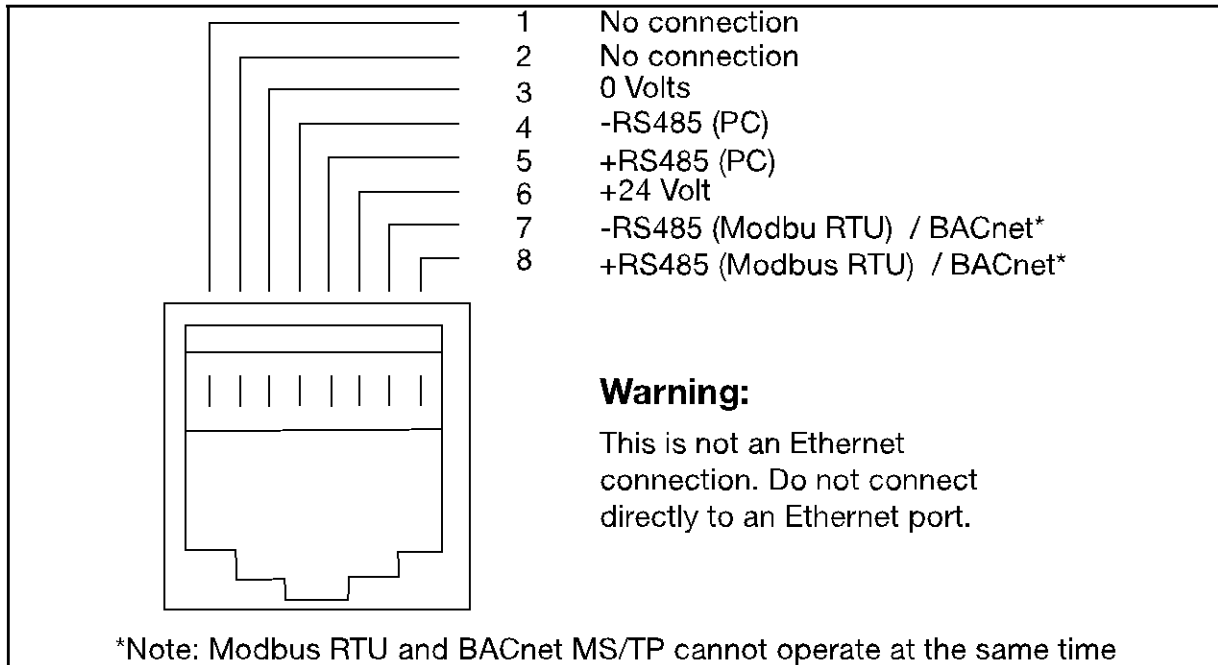 1 No connection
2 No connection
3 0 Volts
4 -RS485 (PC)
5 +RS485 (PC)
6 +24 Volt
7 -RS485 (Modbu RTU) / BACnet*
8 +RS485 (Modbus RTU) / BACnet*
Warning:
This is not an Ethernet
connection. Do not connect
directly to an Ethernet port.
*Note: Modbus RTU and BACnet MS/TP cannot operate at the same time